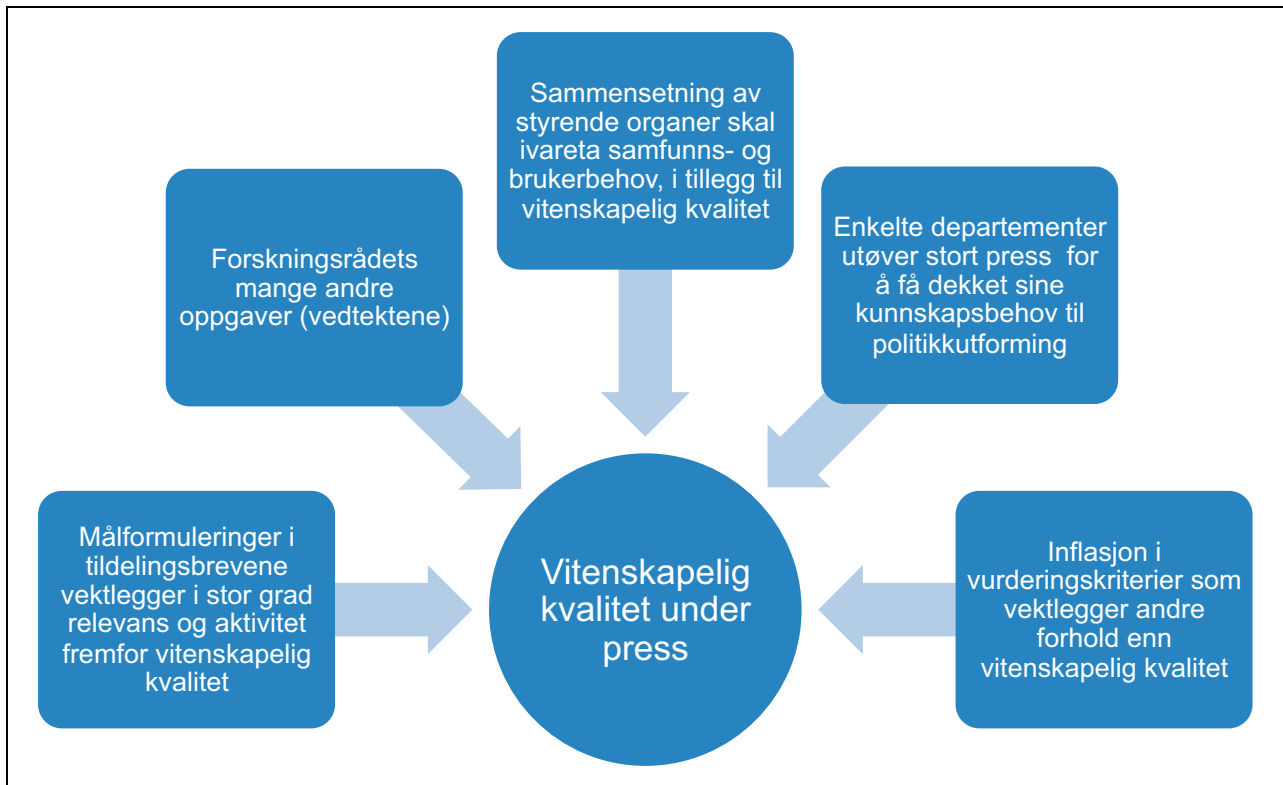 Sammensetning av
styrende organer skal
ivareta samfunns- og
brukerbehov, i tillegg til
vitenskapelig kvalitet
Forskningsrådets
mange andre
oppgaver (vedtektene)
Enkelte departementer
utøver stort press for
å få dekket sine
kunnskapsbehov til
politikkutforming
Målformuleringer i
tildelingsbrevene
vektlegger i stor grad
relevans og aktivitet
fremfor vitenskapelig
kvalitet
Vitenskapelig
kvalitet under
press
Inflasjon i
vurderingskriterier som
vektlegger andre
forhold enn
vitenskapelig kvalitet